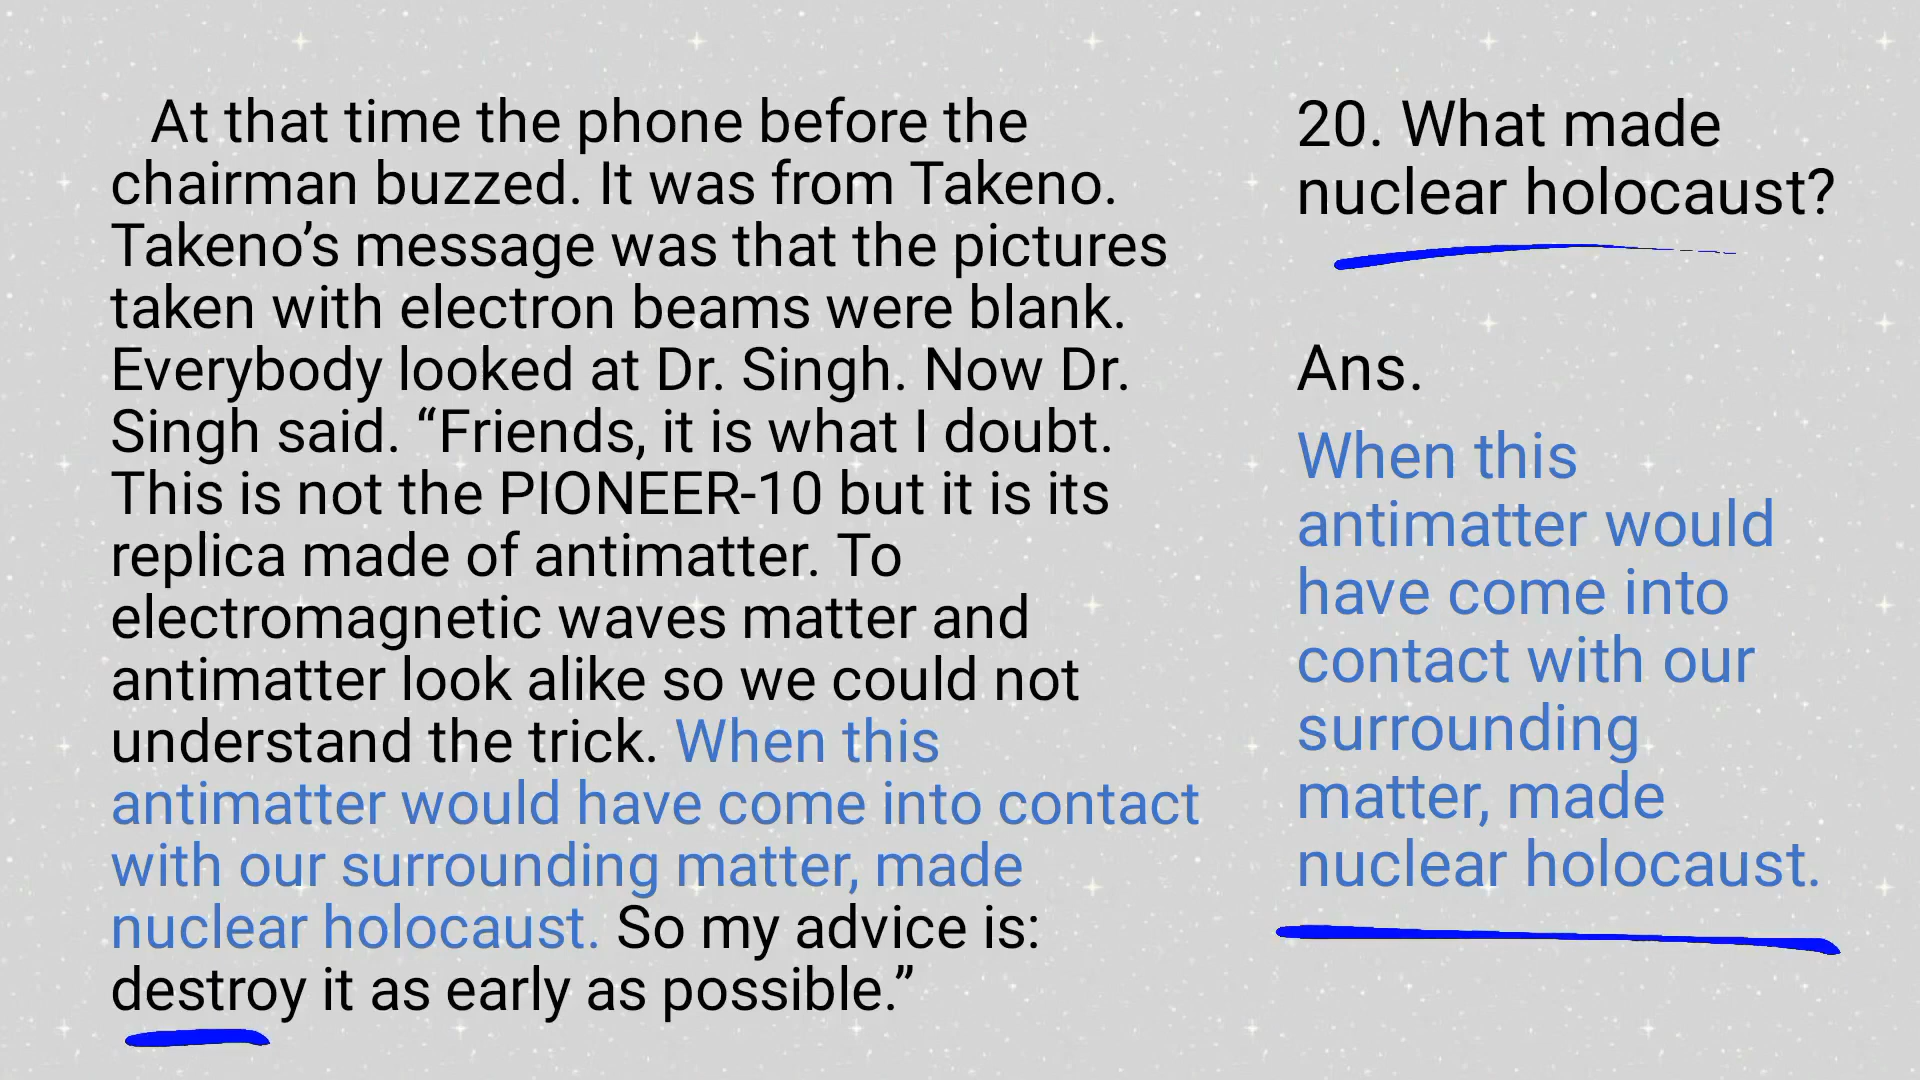 At that time the phone before the
chairman buzzed. It was from Takeno.
Takeno’s message was that the pictures
taken with electron beams were blank.
Everybody looked at Dr. Singh. Now Dr.
Singh said. “Friends, it is what I doubt.
This is not the PIONEER-10 but it is its
replica made of antimatter. To
electromagnetic waves matter and
antimatter look alike so we could not
understand the trick. When this
antimatter would have come into contact
with our surrounding matter, made
nuclear holocaust. So my advice is:
destroy it as early as possible.”
20. What made
nuclear holocaust?
Ans.
When this
antimatter would
have come into
contact with our
surrounding
matter, made
nuclear holocaust.